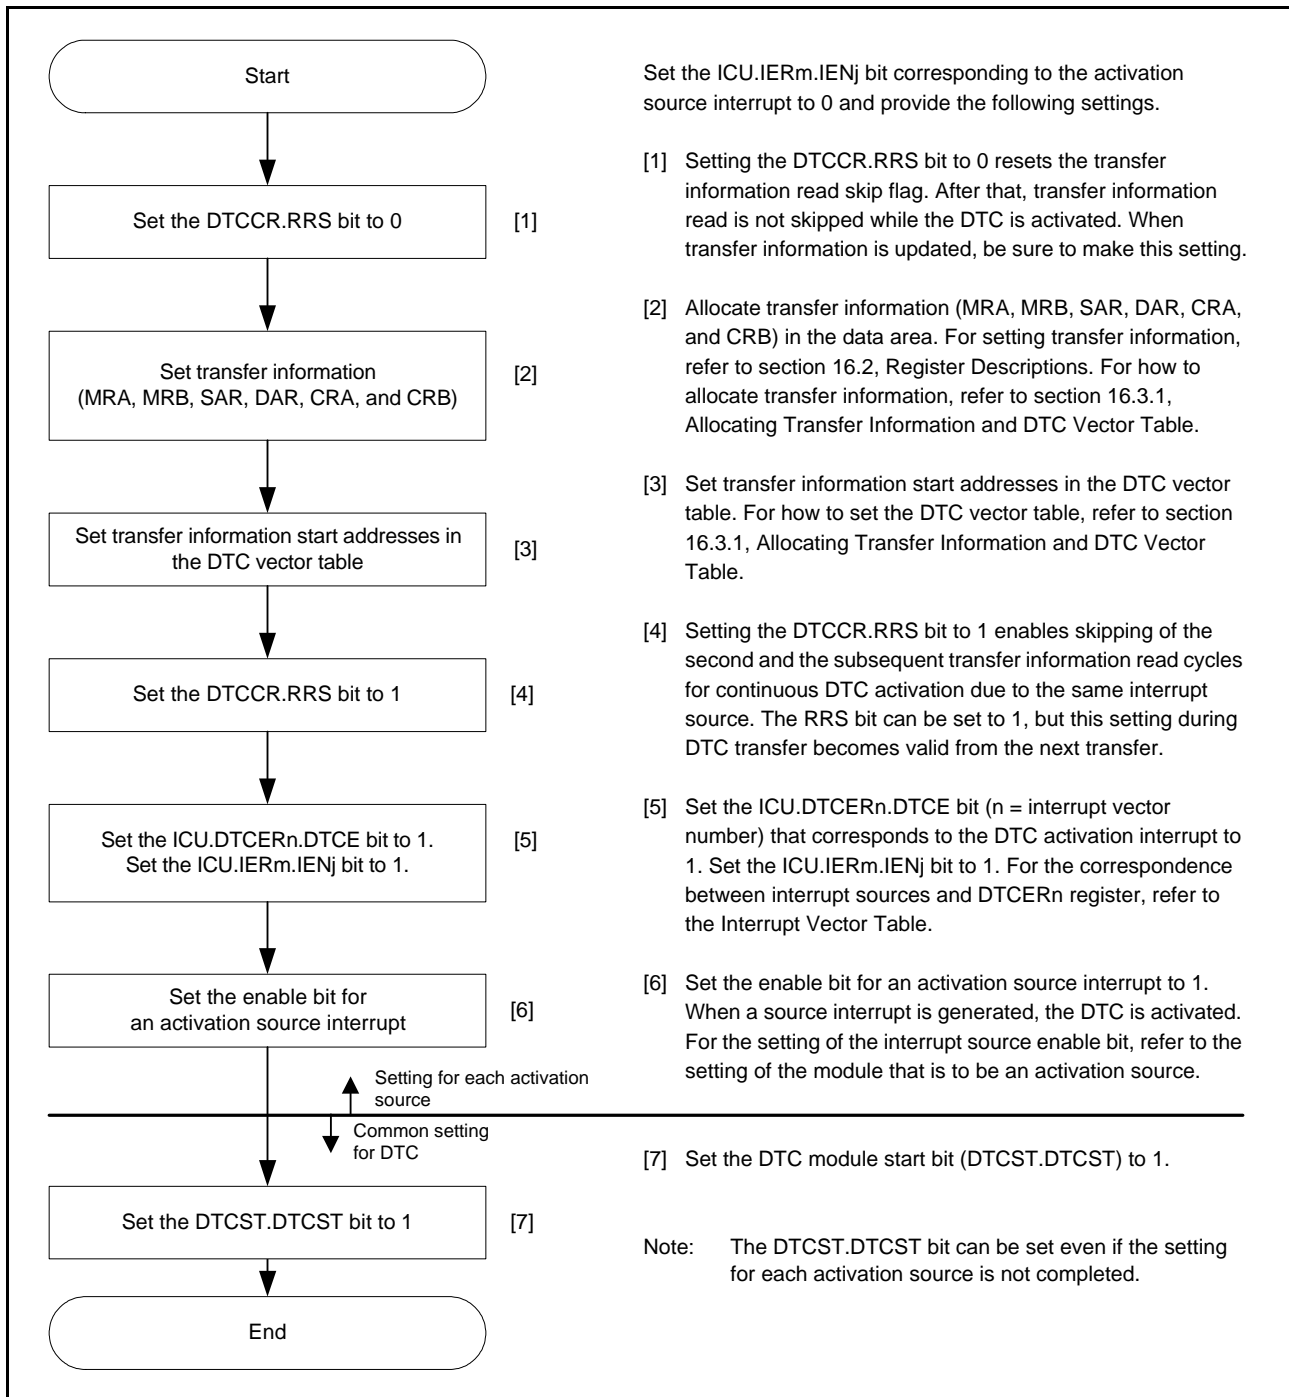 Start
Set the DTCCR.RRS bit to 0
[1]
Set transfer information
(MRA, MRB, SAR, DAR, CRA, and CRB)
[2]
Set transfer information start addresses in
the DTC vector table
[3]
Set the DTCCR.RRS bit to 1
[4]
Set the ICU.DTCERn.DTCE bit to 1.
Set the ICU.IERm.IENj bit to 1.
[5]
Set the enable bit for
an activation source interrupt
[6]
Setting for each activation
source
Common setting
for DTC
Set the DTCST.DTCST bit to 1
[7]
End
Set the ICU.IERm.IENj bit corresponding to the activation
source interrupt to 0 and provide the following settings.
[1] Setting the DTCCR.RRS bit to 0 resets the transfer
information read skip flag. After that, transfer information
read is not skipped while the DTC is activated. When
transfer information is updated, be sure to make this setting.
[2] Allocate transfer information (MRA, MRB, SAR, DAR, CRA,
and CRB) in the data area. For setting transfer information,
refer to section 16.2, Register Descriptions. For how to
allocate transfer information, refer to section 16.3.1,
Allocating Transfer Information and DTC Vector Table.
[3] Set transfer information start addresses in the DTC vector
table. For how to set the DTC vector table, refer to section
16.3.1, Allocating Transfer Information and DTC Vector
Table.
[4] Setting the DTCCR.RRS bit to 1 enables skipping of the
second and the subsequent transfer information read cycles
for continuous DTC activation due to the same interrupt
source. The RRS bit can be set to 1, but this setting during
DTC transfer becomes valid from the next transfer.
[5] Set the ICU.DTCERn.DTCE bit (n = interrupt vector
number) that corresponds to the DTC activation interrupt to
1. Set the ICU.IERm.IENj bit to 1. For the correspondence
between interrupt sources and DTCERn register, refer to
the Interrupt Vector Table.
[6] Set the enable bit for an activation source interrupt to 1.
When a source interrupt is generated, the DTC is activated.
For the setting of the interrupt source enable bit, refer to the
setting of the module that is to be an activation source.
[7] Set the DTC module start bit (DTCST.DTCST) to 1.
Note: The DTCST.DTCST bit can be set even if the setting
for each activation source is not completed.